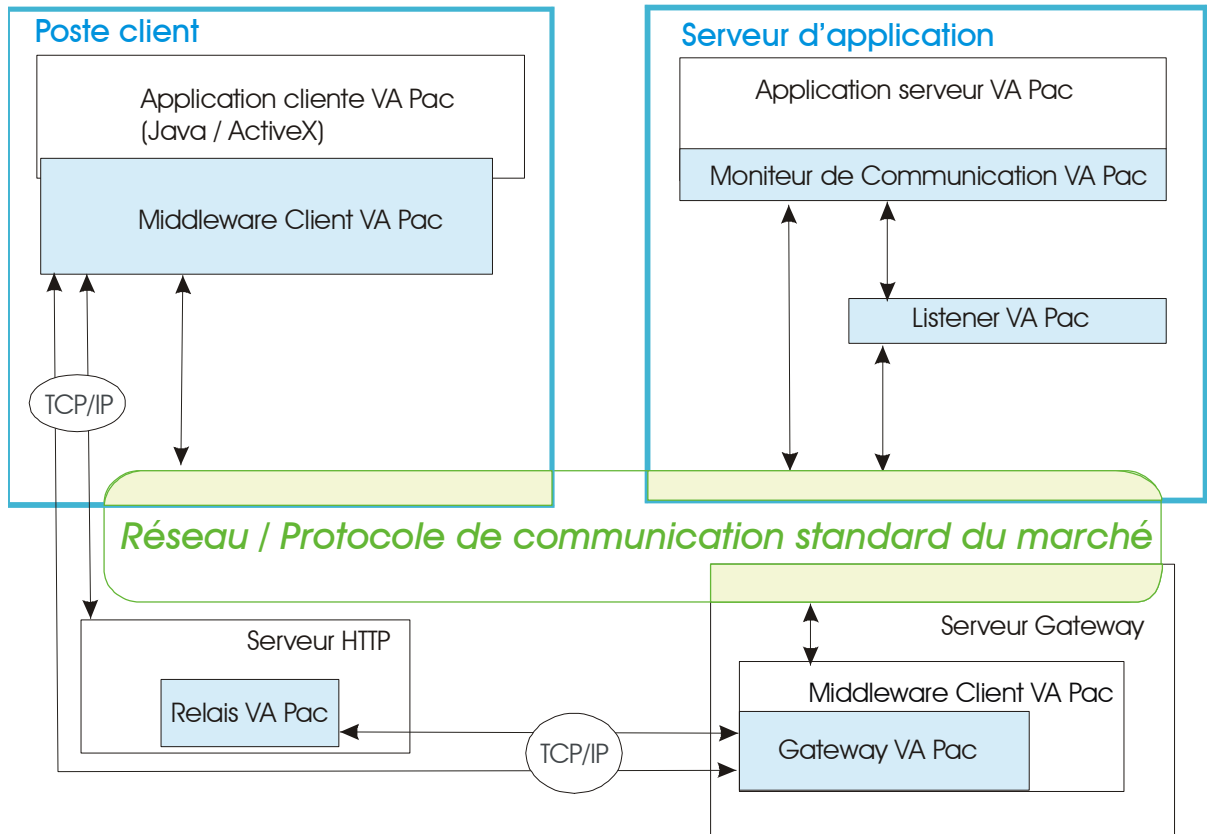 Poste client
Application cliente VA Pac
(Java / ActiveX)
Middleware Client VA Pac
Serveur d'application
Application serveur VA Pac
Moniteur de Communication VA Pac
Listener VA Pac
TCP/IP
Réseau / Protocole de communication standard du marché
Serveur HTTP
Relais VA Pac
TCP/IP
Serveur Gateway
Middleware Client VA Pac
Gateway VA Pac